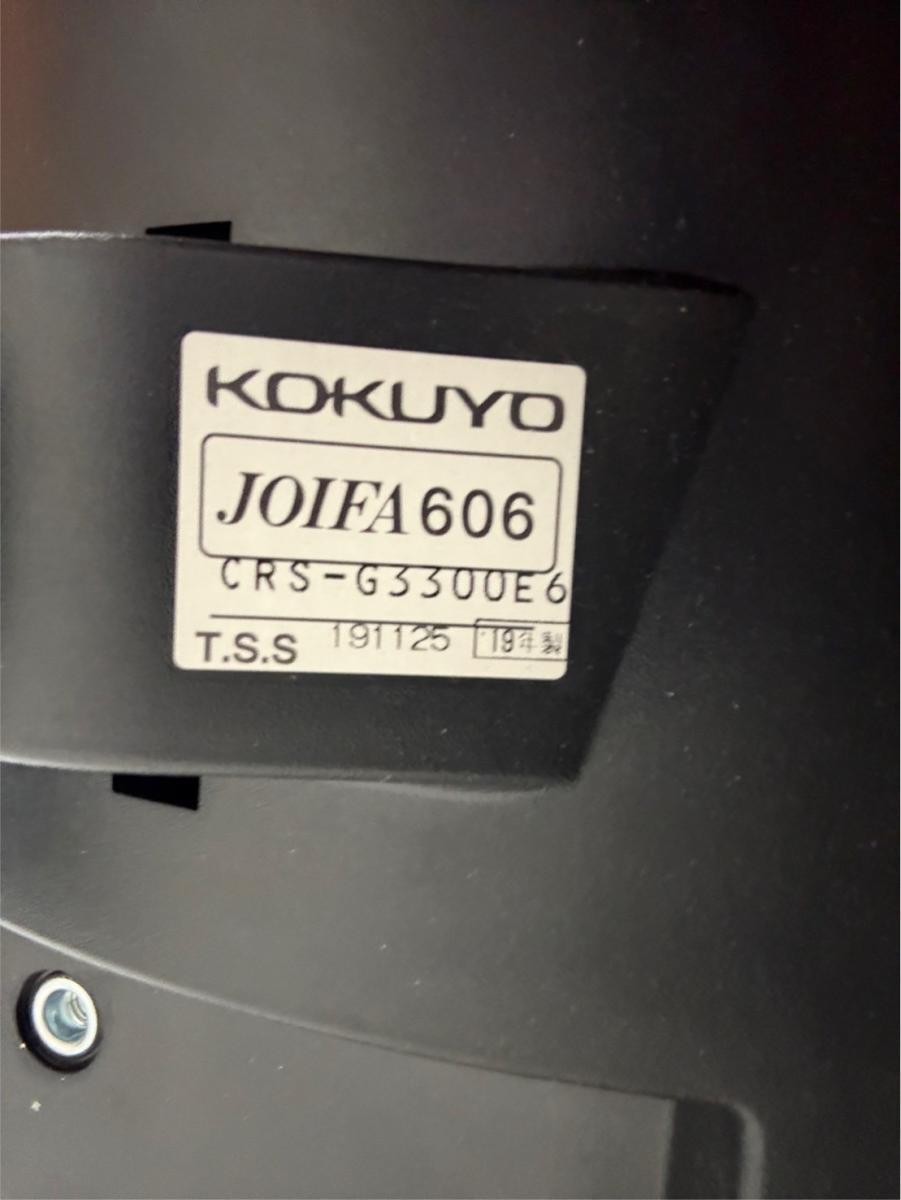 KOKUYO
JOIFA 606
CRS-G3300E6
T.S.S 191125 '19年製